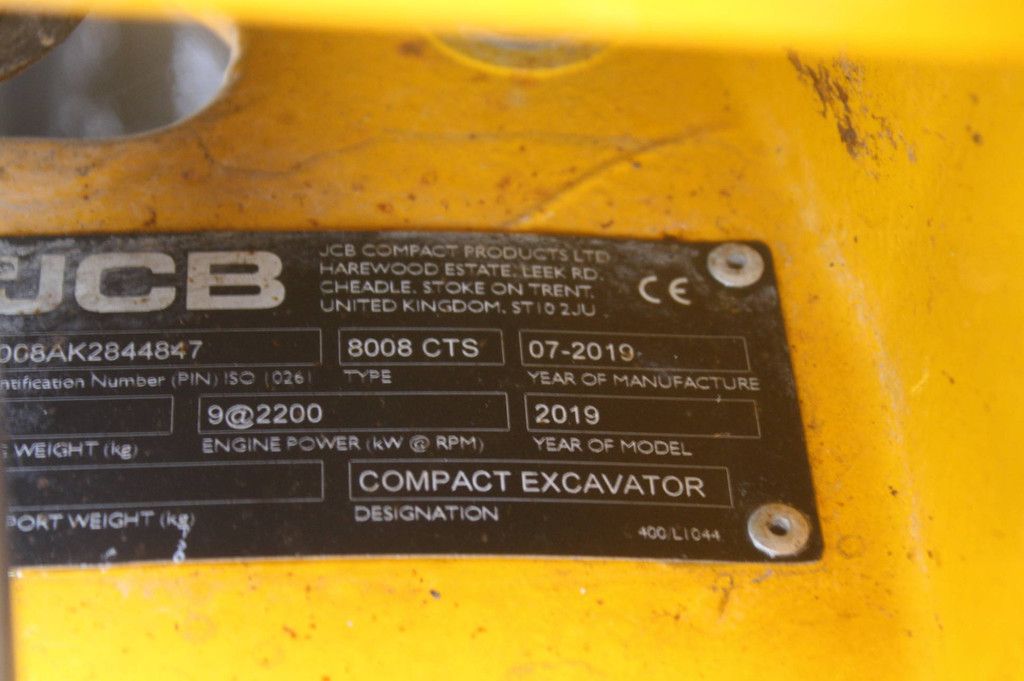 JCB
JCB COMPACT PRODUCTS LTD
HAREWOOD ESTATE. LEEK RD.
CHEADLE. STOKE ON TRENT.
UNITED KINGDOM. ST10 2JU
CE
008AK2844847
8008 CTS
07-2019
ntification Number (PIN) ISO 10261
TYPE
YEAR OF MANUFACTURE
9@2200
2019
WEIGHT (kg)
ENGINE POWER (kW @ RPM)
YEAR OF MODEL
COMPACT EXCAVATOR
PORT WEIGHT (kg)
DESIGNATION
400/L1044